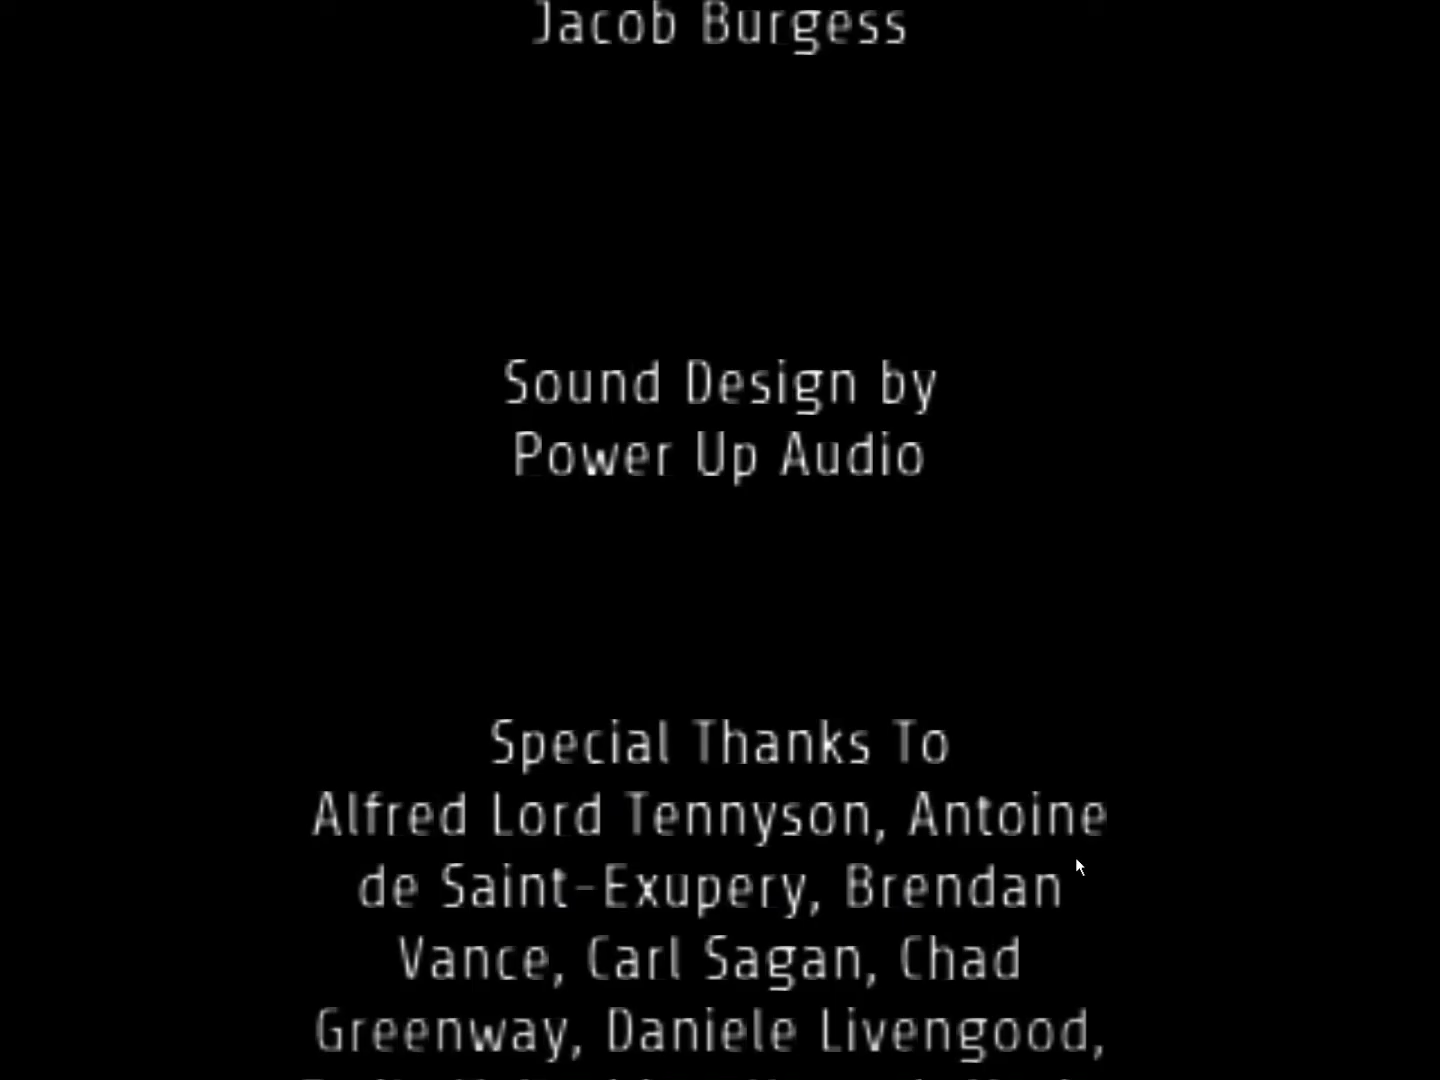 Jacob Burgess
Sound Design by
Power Up Audio
Special Thanks To
Alfred Lord Tennyson, Antoine
de Saint-Exupery, Brendan
Vance, Carl Sagan, Chad
Greenway, Daniele Livengood,